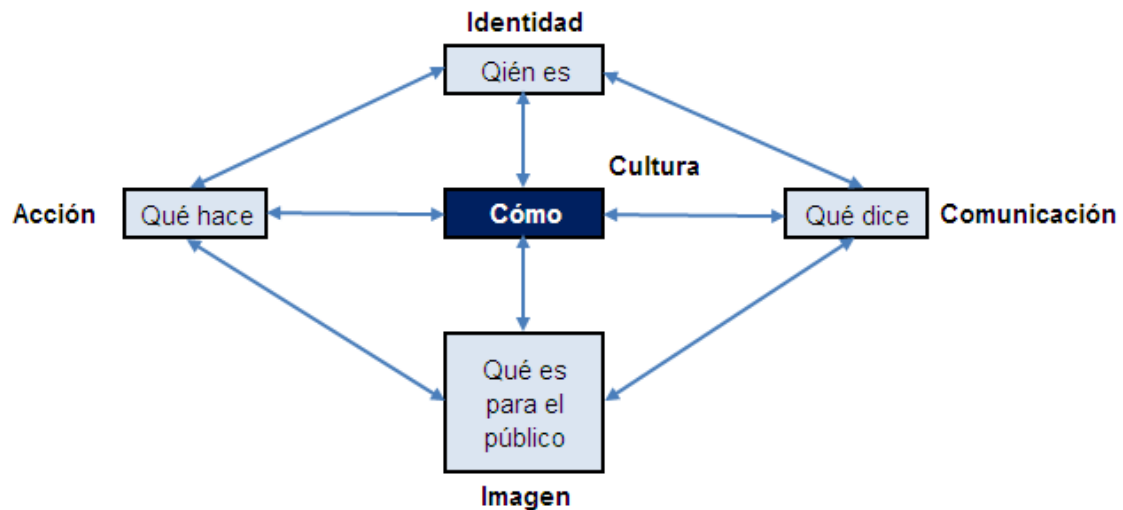 Identidad
Qién es
Cultura
Acción
Qué hace
Cómo
Qué dice
Comunicación
Qué es
para el
público
Imagen